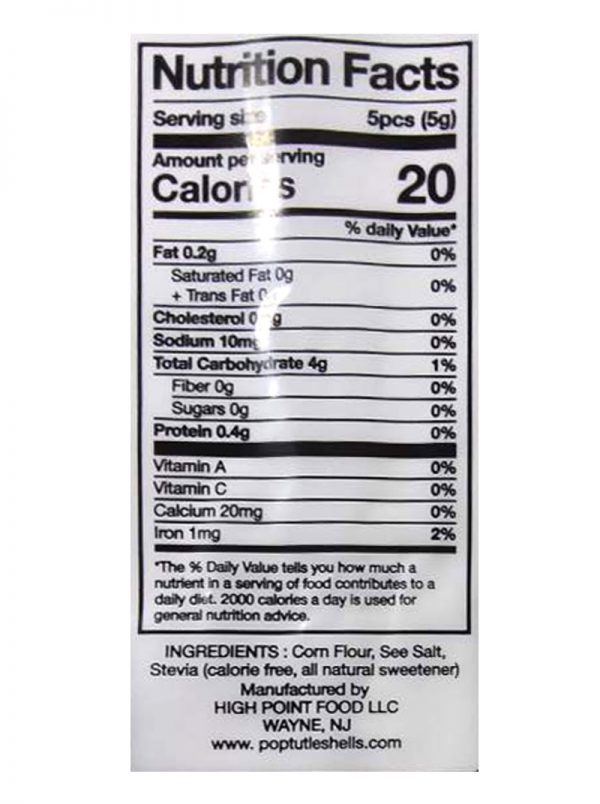 Nutrition Facts
Serving size 5pcs (5g)
Amount per serving
Calories 20
% daily Value*
Fat 0.2g 0%
Saturated Fat 0g
+ Trans Fat 0g 0%
Cholesterol 0mg 0%
Sodium 10mg 0%
Total Carbohydrate 4g 1%
Fiber 0g 0%
Sugars 0g 0%
Protein 0.4g 0%
Vitamin A 0%
Vitamin C 0%
Calcium 20mg 0%
Iron 1mg 2%
*The % Daily Value tells you how much a
nutrient in a serving of food contributes to a
daily diet. 2000 calories a day is used for
general nutrition advice.
INGREDIENTS : Corn Flour, See Salt,
Stevia (calorie free, all natural sweetener)
Manufactured by
HIGH POINT FOOD LLC
WAYNE, NJ
www. poptutleshells.com